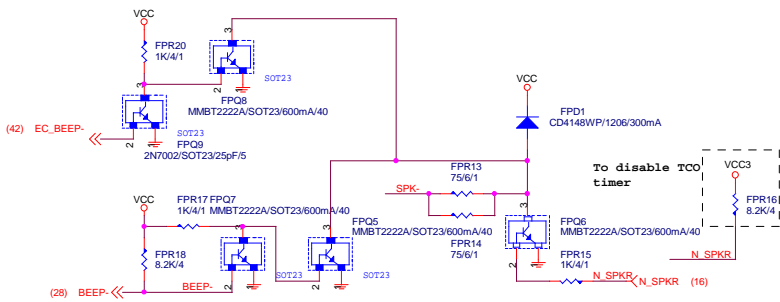 VCC
FPR20
1K/4/1
3
2
1
SOT23
FPQ8
MMBT2222A/SOT23/600mA/40
3
2
1
(42) EC_BEEP-
SOT23
FPQ9
2N7002/SOT23/25pF/5
VCC
FPD1
CD4148WP/1206/300mA
To disable TCO
timer
VCC3
FPR16
8.2K/4
N_SPKR
SPK-
FPR13
75/6/1
FPR14
75/6/1
3
2
1
FPQ6
MMBT2222A/SOT23/600mA/40
FPR15
1K/4/1
N_SPKR
N_SPKR (16)
VCC
FPR17
1K/4/1
FPQ7
MMBT2222A/SOT23/600mA/40
FPR18
8.2K/4
3
2
1
SOT23
3
2
1
FPQ5
MMBT2222A/SOT23/600mA/40
SOT23
(28) BEEP-
BEEP-